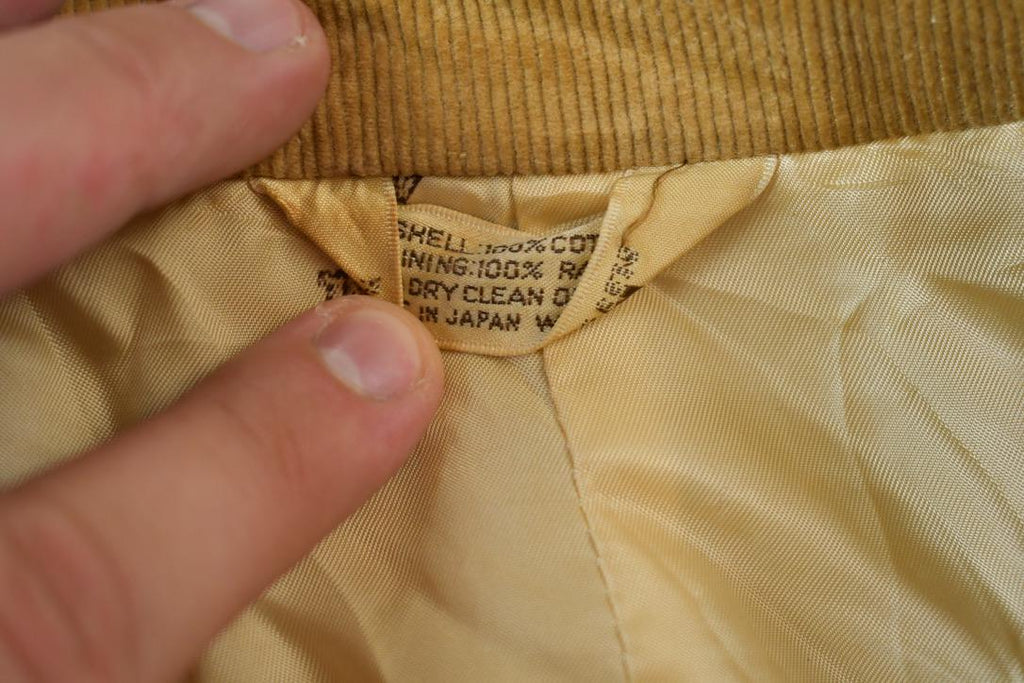 SHELL:100% COT
INING:100% RA
DRY CLEAN O
IN JAPAN W